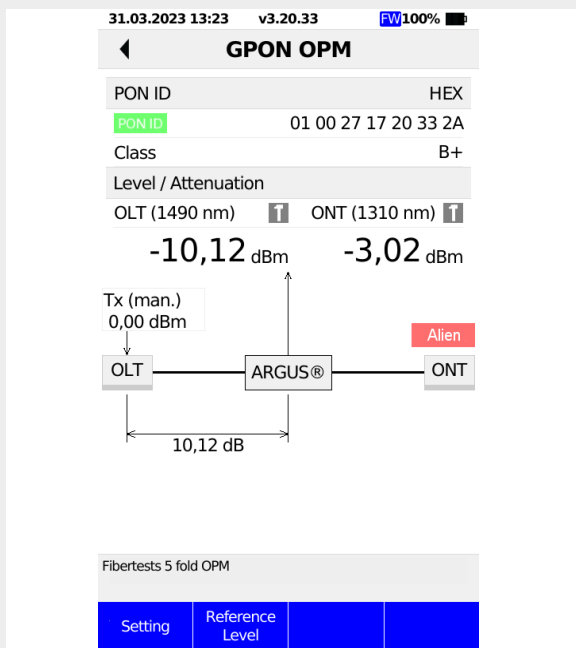 31.03.2023 13:23 v3.20.33 FW 100%
GPON OPM
PON ID HEX
PON ID 01 00 27 17 20 33 2A
Class B+
Level / Attenuation
OLT (1490 nm) ONT (1310 nm)
-10,12 dBm -3,02 dBm
Tx (man.)
0,00 dBm
Alien
OLT ARGUS® ONT
10,12 dB
Fibertests 5 fold OPM
Setting Reference Level